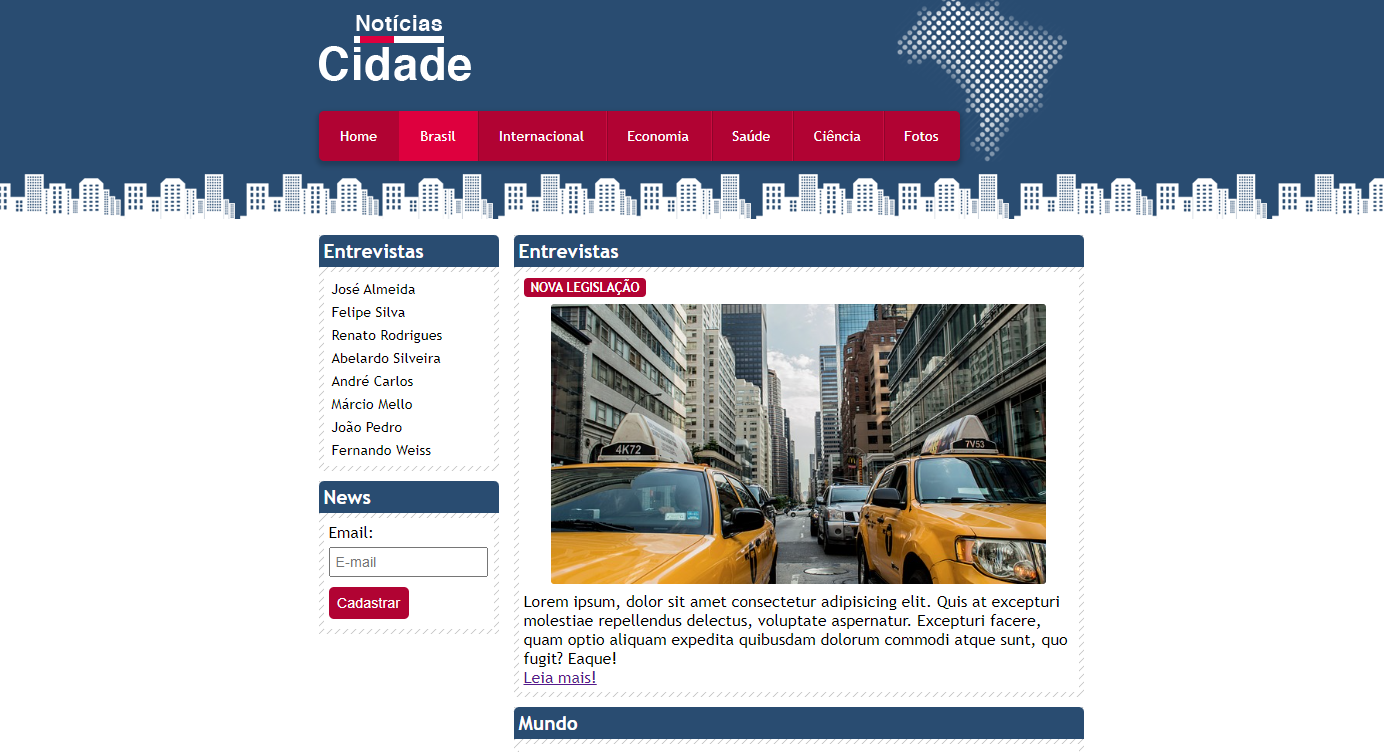 Notícias
Cidade
Home Brasil Internacional Economia Saúde Ciência Fotos
Entrevistas
José Almeida
Felipe Silva
Renato Rodrigues
Abelardo Silveira
André Carlos
Márcio Mello
João Pedro
Fernando Weiss
News
Email:
E-mail
Cadastrar
Entrevistas
NOVA LEGISLAÇÃO
4K72
7V53
Lorem ipsum, dolor sit amet consectetur adipisicing elit. Quis at excepturi
molestiae repellendus delectus, voluptate aspernatur. Excepturi facere,
quam optio aliquam expedita quibusdam dolorum commodi atque sunt, quo
fugit? Eaque!
Leia mais!
Mundo